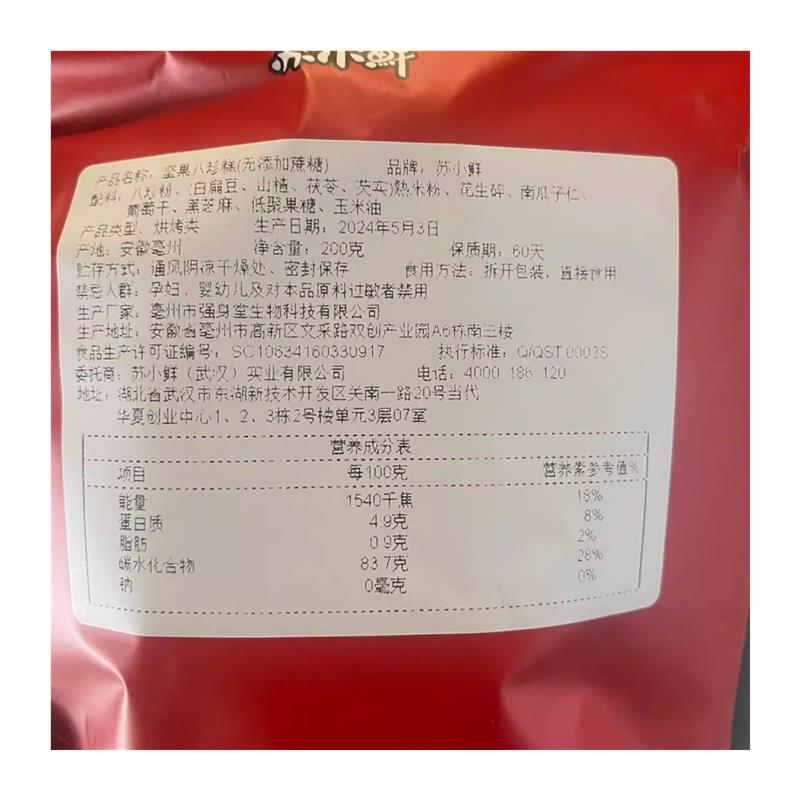 苏小鲜
产品名称：坚果八珍糕(无添加蔗糖) 品牌：苏小鲜
配料：八珍粉、(白扁豆、山楂、茯苓、芡实)熟米粉、花生碎、南瓜子仁、
葡萄干、黑芝麻、低聚果糖、玉米油
产品类型：烘烤类 生产日期：2024年5月3日
产地：安徽亳州 净含量：200克 保质期：60天
贮存方式：通风阴凉干燥处、密封保存 食用方法：拆开包装，直接食用
禁忌人群：孕妇、婴幼儿及对本品原料过敏者禁用
生产厂家：亳州市强身堂生物科技有限公司
生产地址：安徽省亳州市高新区文采路双创产业园A6栋南三楼
食品生产许可证编号：SC10634160330917 执行标准：Q/QST 0002S
委托商：苏小鲜（武汉）实业有限公司 电话：4000-186-120
地址：湖北省武汉市东湖新技术开发区关南一路20号当代
华夏创业中心1、2、3栋2号楼单元3层07室
营养成分表
项目 每100克 营养素参考值%
能量 1540千焦 18%
蛋白质 4.9克 8%
脂肪 0.9克 2%
碳水化合物 83.7克 28%
钠 0毫克 0%